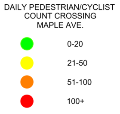 DAILY PEDESTRIAN/CYCLIST
COUNT CROSSING
MAPLE AVE.
0-20
21-50
51-100
100+